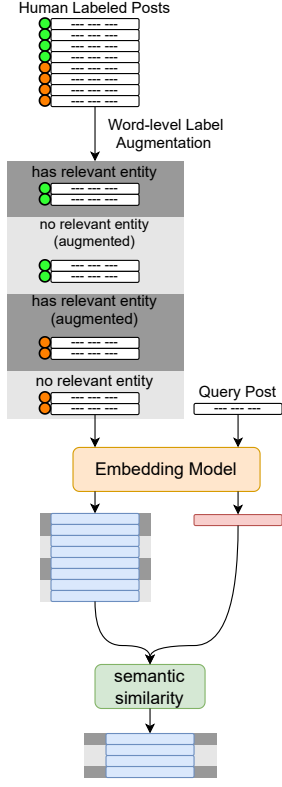 Human Labeled Posts
--- --- ---
--- --- ---
--- --- ---
--- --- ---
--- --- ---
--- --- ---
--- --- ---
--- --- ---
Word-level Label
Augmentation
has relevant entity
--- --- ---
--- --- ---
no relevant entity
(augmented)
--- --- ---
--- --- ---
has relevant entity
(augmented)
--- --- ---
--- --- ---
no relevant entity
--- --- ---
--- --- ---
Query Post
--- --- ---
Embedding Model
semantic
similarity